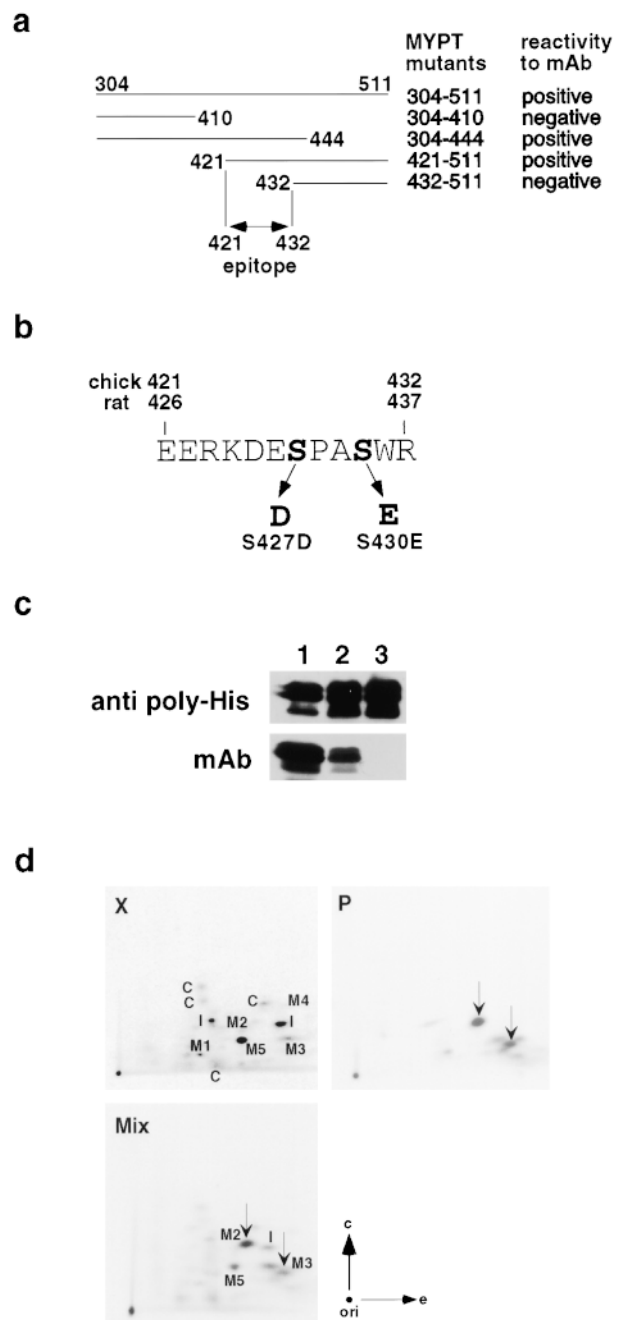 a
MYPT reactivity
mutants to mAb
304 511
304-511 positive
410 304-410 negative
444 304-444 positive
421 421-511 positive
432 432-511 negative
421 432
epitope
b
chick 421 432
rat 426 437
EERKDESPASWR
D E
S427D S430E
c
1 2 3
anti poly-His
mAb
d
X
C
C C M4
I M2 I
M1 M5 M3
C
P
Mix
M2 I
M3
M5
c
ori e